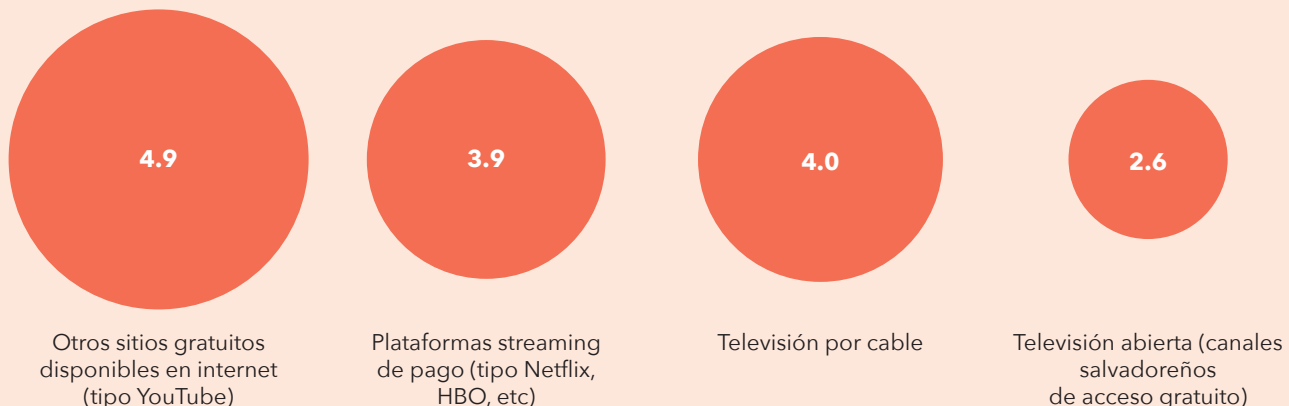 4.9
3.9
4.0
2.6
Otros sitios gratuitos
disponibles en internet
(tipo YouTube)
Plataformas streaming
de pago (tipo Netflix,
HBO, etc)
Televisión por cable
Televisión abierta (canales
salvadoreños
de acceso gratuito)